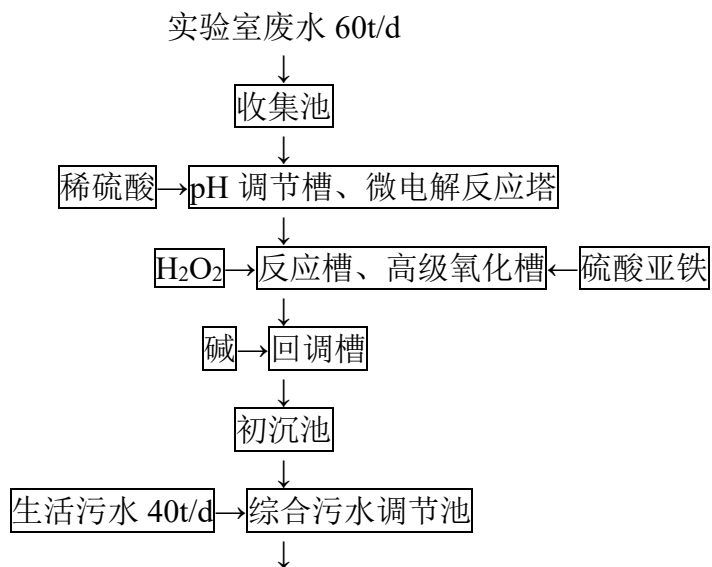 实验室废水 60t/d
↓
收集池
↓
稀硫酸→pH 调节槽、微电解反应塔
↓
H₂O₂→反应槽、高级氧化槽←硫酸亚铁
↓
碱→回调槽
↓
初沉池
↓
生活污水 40t/d→综合污水调节池
↓